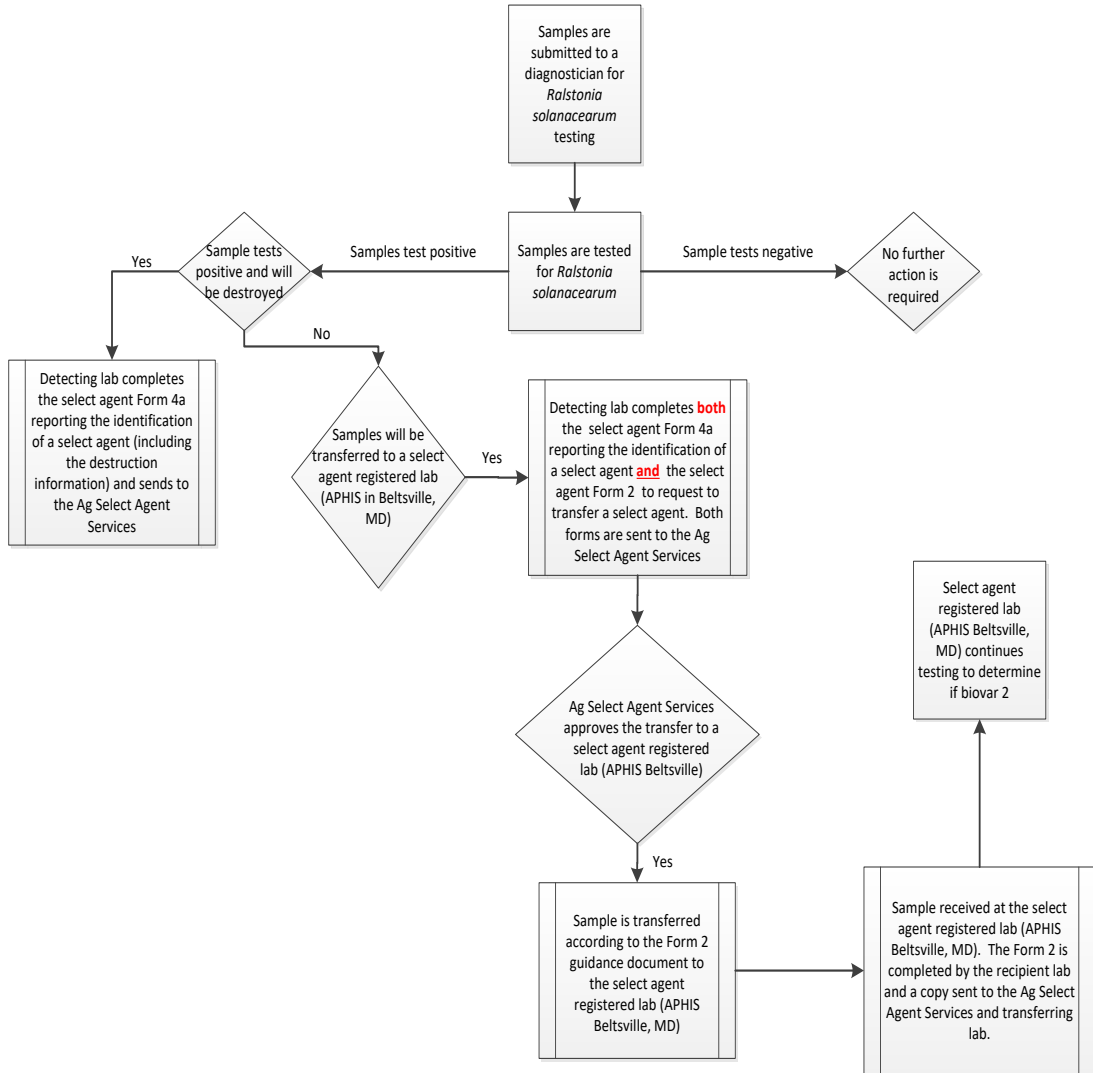 Samples are
submitted to a
diagnostician for
Ralstonia
solanacearum
testing
Sample tests
positive and will
be destroyed
Samples test positive
Samples are tested
for Ralstonia
solanacearum
Sample tests negative
No further
action is
required
Yes
No
Detecting lab completes
the select agent Form 4a
reporting the identification
of a select agent (including
the destruction
information) and sends to
the Ag Select Agent
Services
Samples will be
transferred to a select
agent registered lab
(APHIS in Beltsville,
MD)
Yes
Detecting lab completes both
the select agent Form 4a
reporting the identification of
a select agent and the select
agent Form 2 to request to
transfer a select agent. Both
forms are sent to the Ag
Select Agent Services
Ag Select Agent Services
approves the transfer to a
select agent registered
lab (APHIS Beltsville)
Yes
Sample is transferred
according to the Form 2
guidance document to
the select agent
registered lab (APHIS
Beltsville, MD)
Sample received at the select
agent registered lab (APHIS
Beltsville, MD). The Form 2 is
completed by the recipient lab
and a copy sent to the Ag Select
Agent Services and transferring
lab.
Select agent
registered lab
(APHIS Beltsville,
MD) continues
testing to determine
if biovar 2